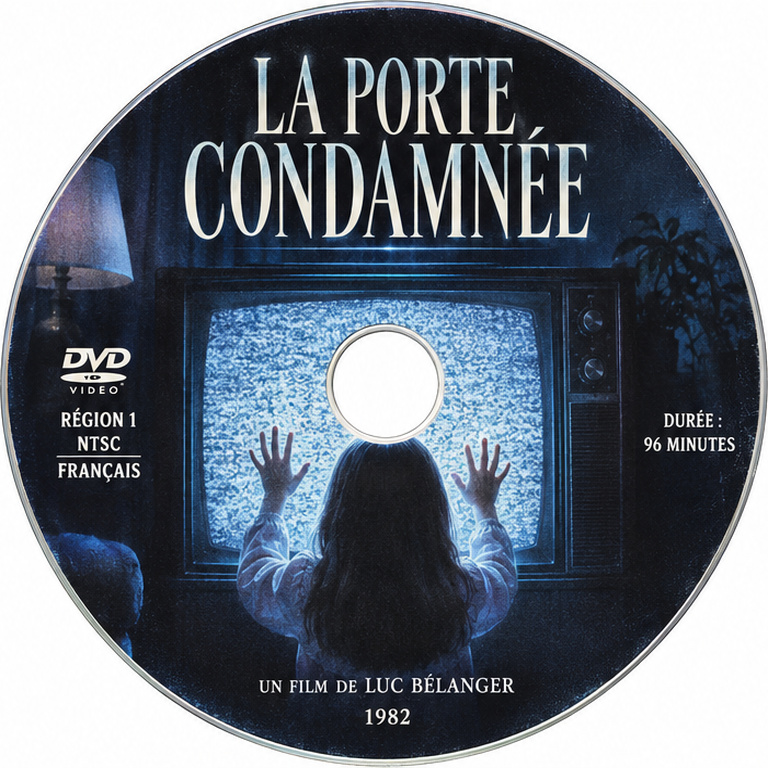 LA PORTE
CONDAMNÉE
DVD
VIDEO
RÉGION 1
NTSC
FRANÇAIS
DURÉE :
96 MINUTES
UN FILM DE LUC BÉLANGER
1982